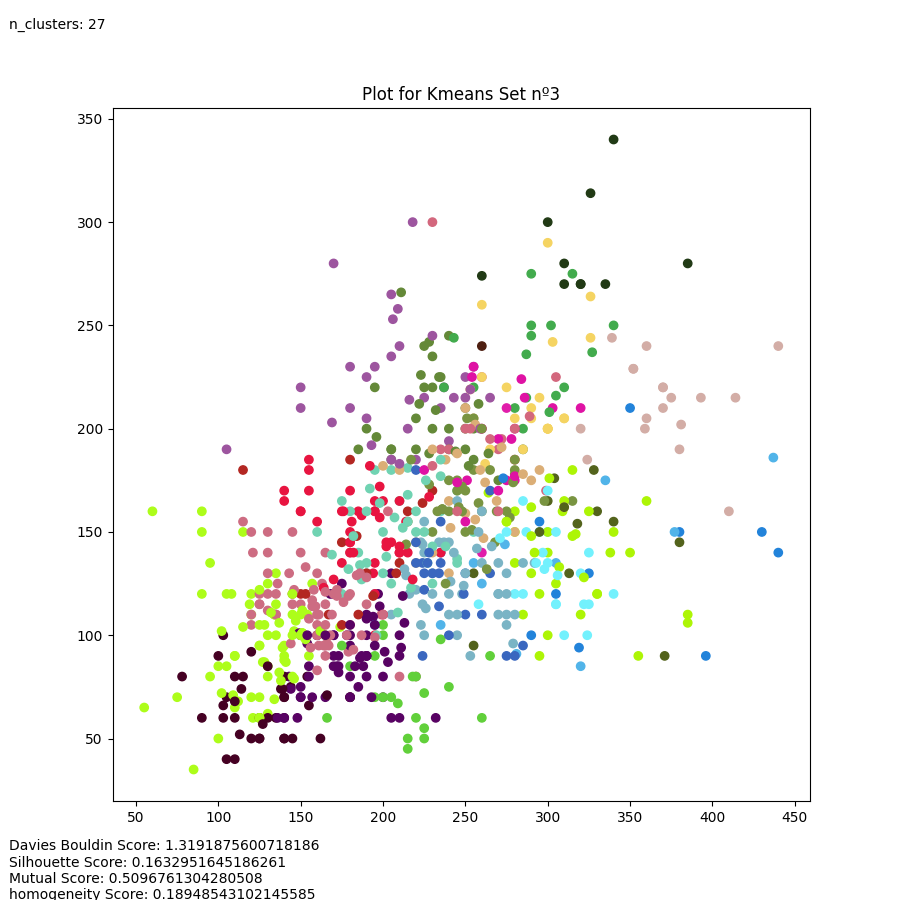 n_clusters: 27
Plot for Kmeans Set nº3
350
300
250
200
150
100
50
50 100 150 200 250 300 350 400 450
Davies Bouldin Score: 1.3191875600718186
Silhouette Score: 0.1632951645186261
Mutual Score: 0.5096761304280508
homogeneity Score: 0.18948543102145585